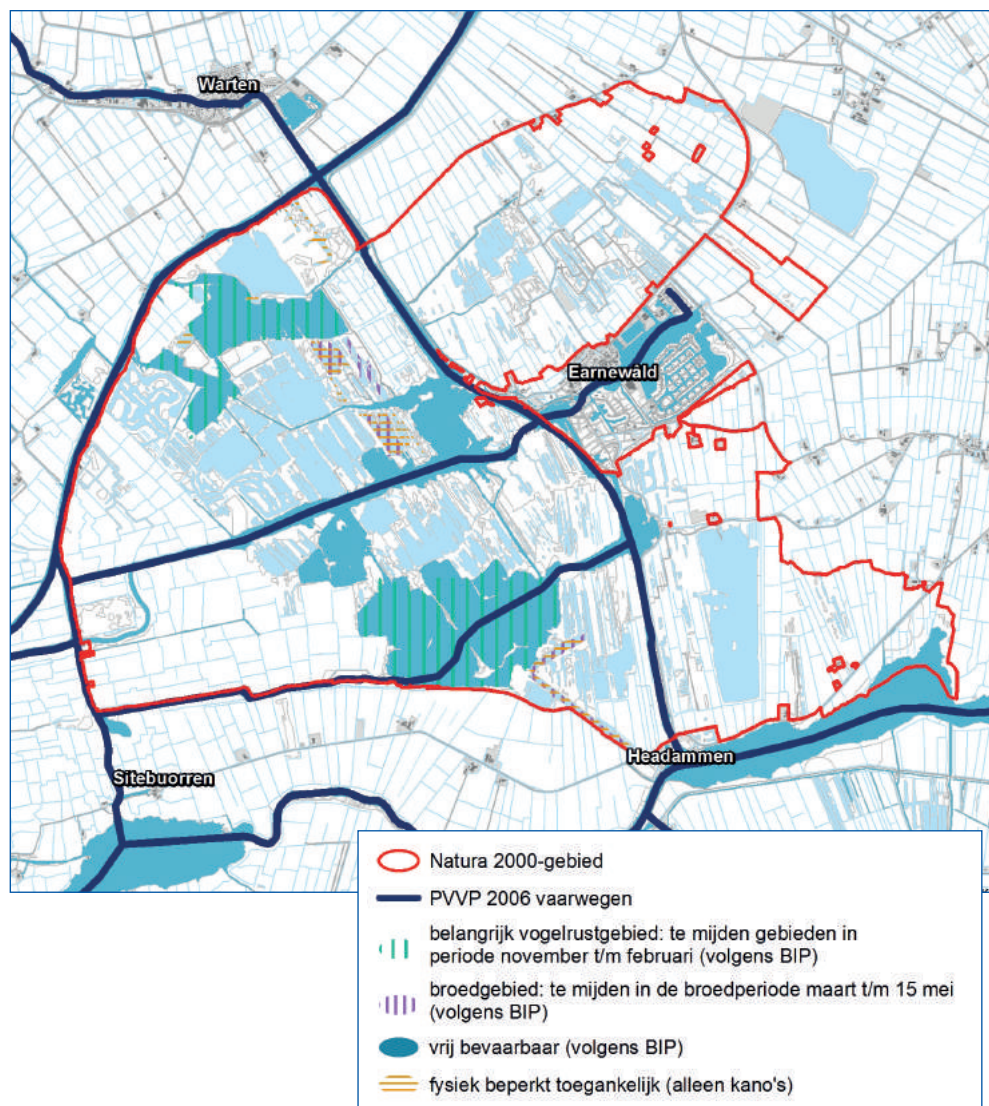 Warten
Earnewâld
Headammen
Sitebuorren
Natura 2000-gebied
PVVP 2006 vaarwegen
belangrijk vogelrustgebied: te mijden gebieden in
periode november t/m februari (volgens BIP)
broedgebied: te mijden in de broedperiode maart t/m 15 mei
(volgens BIP)
vrij bevaarbaar (volgens BIP)
fysiek beperkt toegankelijk (alleen kano's)